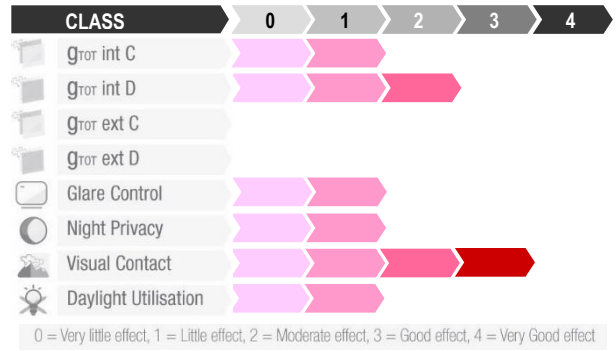 CLASS 0 1 2 3 4
gTOT int C
gTOT int D
gTOT ext C
gTOT ext D
Glare Control
Night Privacy
Visual Contact
Daylight Utilisation
0 = Very little effect, 1 = Little effect, 2 = Moderate effect, 3 = Good effect, 4 = Very Good effect